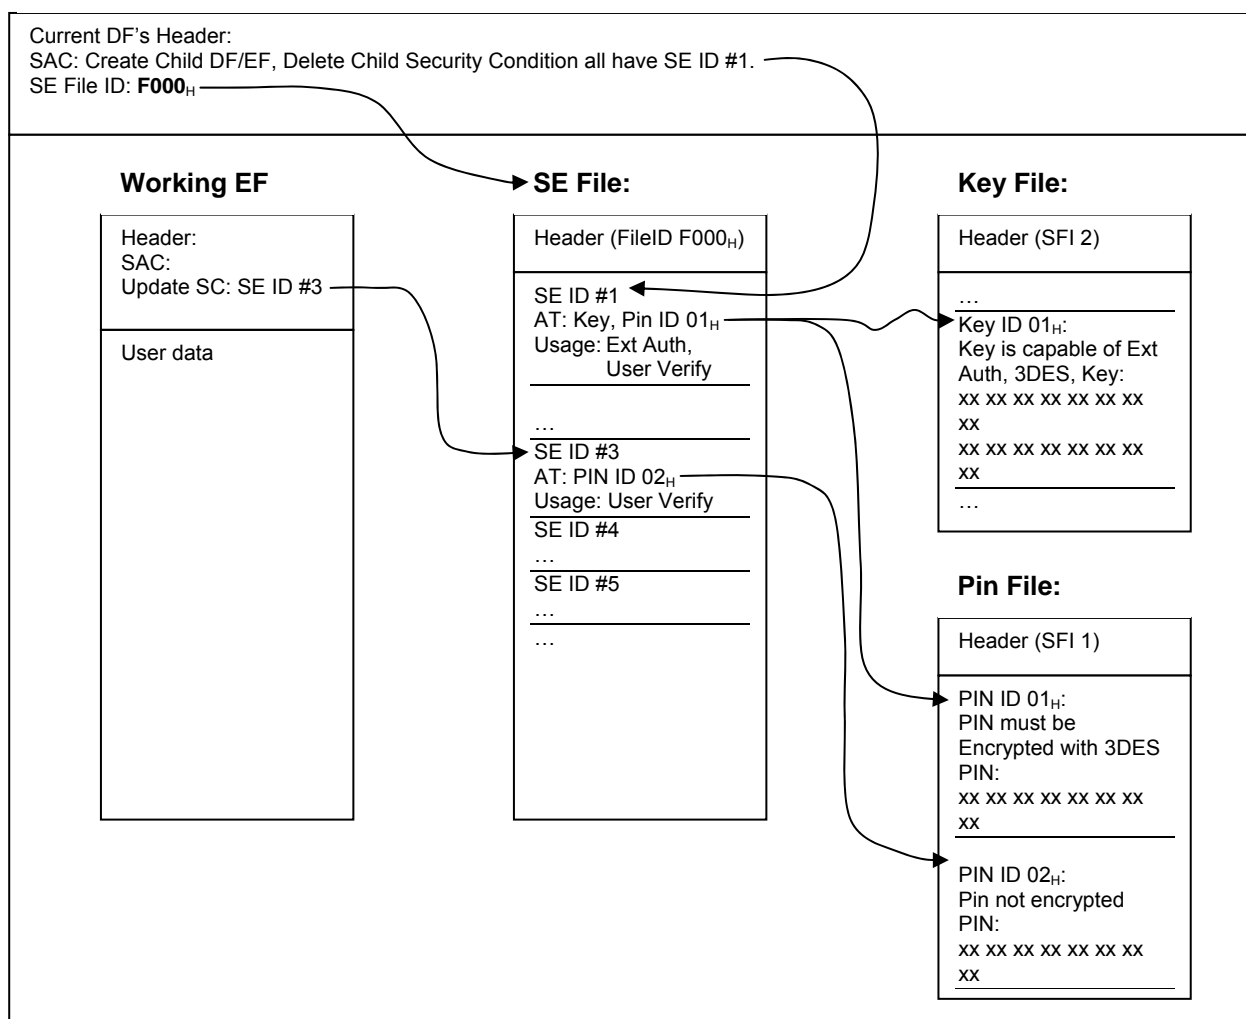 Current DF’s Header:
SAC: Create Child DF/EF, Delete Child Security Condition all have SE ID #1.
SE File ID: F000H
Working EF
Header:
SAC:
Update SC: SE ID #3
User data
SE File:
Header (FileID F000H)
SE ID #1
AT: Key, Pin ID 01H
Usage: Ext Auth,
User Verify
…
SE ID #3
AT: PIN ID 02H
Usage: User Verify
SE ID #4
…
SE ID #5
…
…
Key File:
Header (SFI 2)
…
Key ID 01H:
Key is capable of Ext
Auth, 3DES, Key:
xx xx xx xx xx xx xx
xx
xx xx xx xx xx xx xx
xx
…
Pin File:
Header (SFI 1)
PIN ID 01H:
PIN must be
Encrypted with 3DES
PIN:
xx xx xx xx xx xx xx
xx
PIN ID 02H:
Pin not encrypted
PIN:
xx xx xx xx xx xx xx
xx